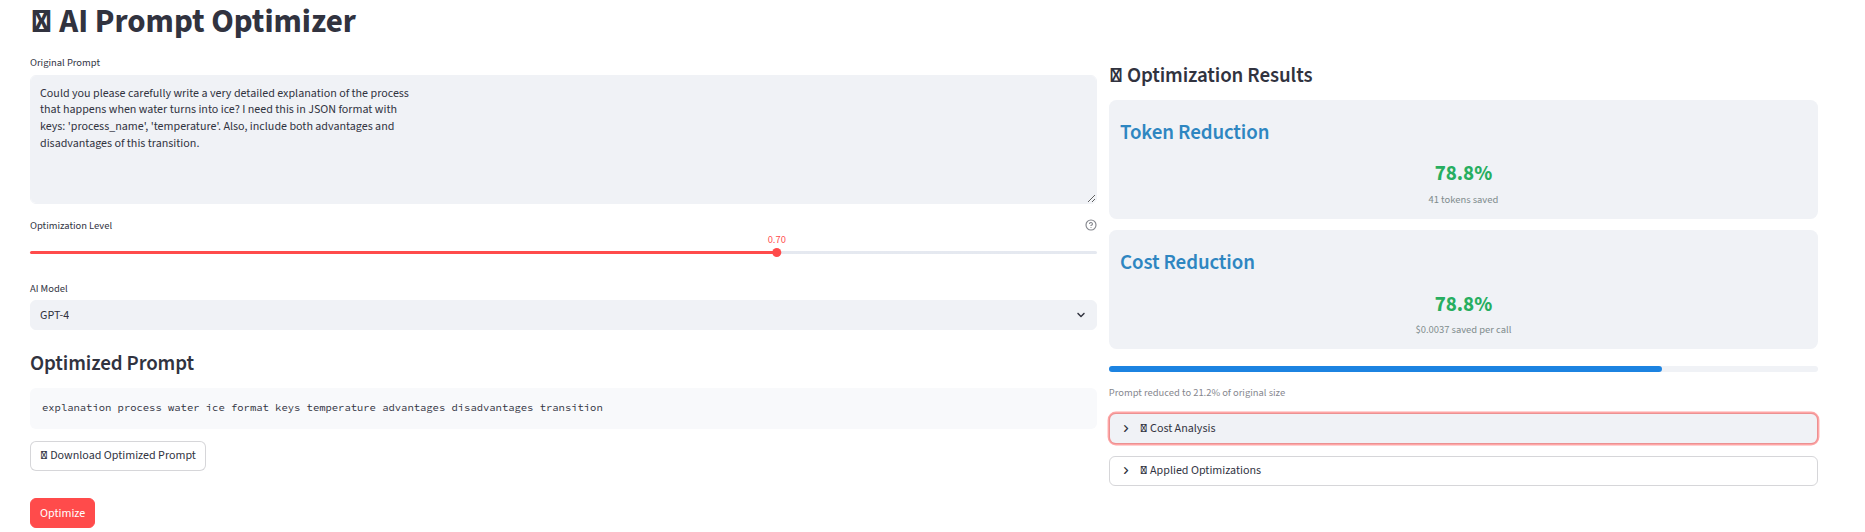 AI Prompt Optimizer
Original Prompt
Could you please carefully write a very detailed explanation of the process
that happens when water turns into ice? I need this in JSON format with
keys: 'process_name', 'temperature'. Also, include both advantages and
disadvantages of this transition.
Optimization Level
0.70
AI Model
GPT-4
Optimized Prompt
explanation process water ice format keys temperature advantages disadvantages transition
Download Optimized Prompt
Optimize
Optimization Results
Token Reduction
78.8%
41 tokens saved
Cost Reduction
78.8%
$0.0037 saved per call
Prompt reduced to 21.2% of original size
Cost Analysis
Applied Optimizations